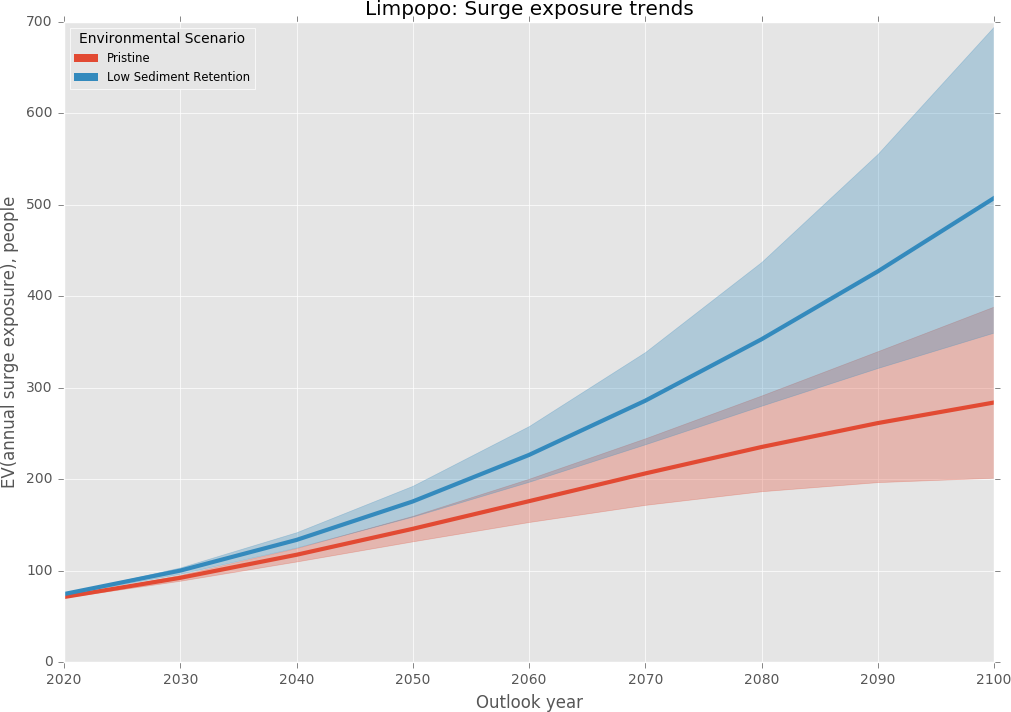 Limpopo: Surge exposure trends
Environmental Scenario
Pristine
Low Sediment Retention
EV(annual surge exposure), people
700
600
500
400
300
200
100
0
2020 2030 2040 2050 2060 2070 2080 2090 2100
Outlook year